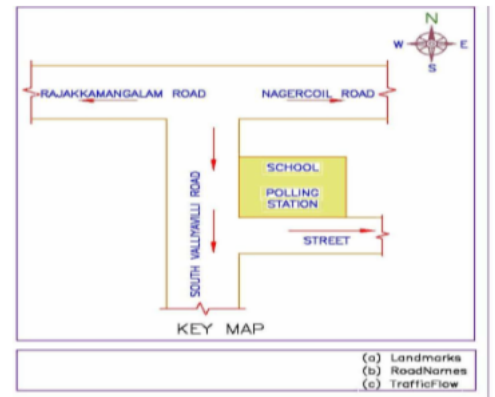 N
W
E
S
RAJAKKAMANGALAM ROAD
NAGERCOIL ROAD
SCHOOL
POLLING
STATION
SOUTH VALLIYAVILLI ROAD
STREET
KEY MAP
(a) Landmarks
(b) RoadNames
(c) TrafficFlow